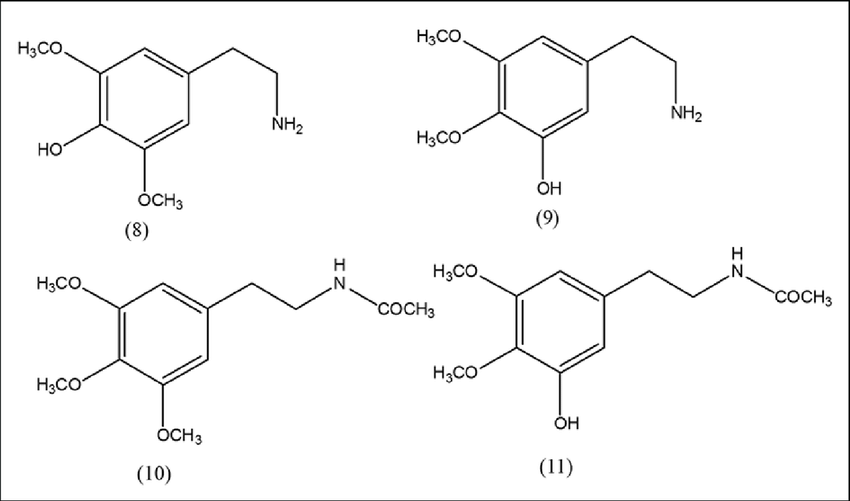 H₃CO
HO
OCH₃
NH₂
(8)
H₃CO
H₃CO
OH
NH₂
(9)
H₃CO
H₃CO
OCH₃
H
N
COCH₃
(10)
H₃CO
H₃CO
OH
H
N
COCH₃
(11)